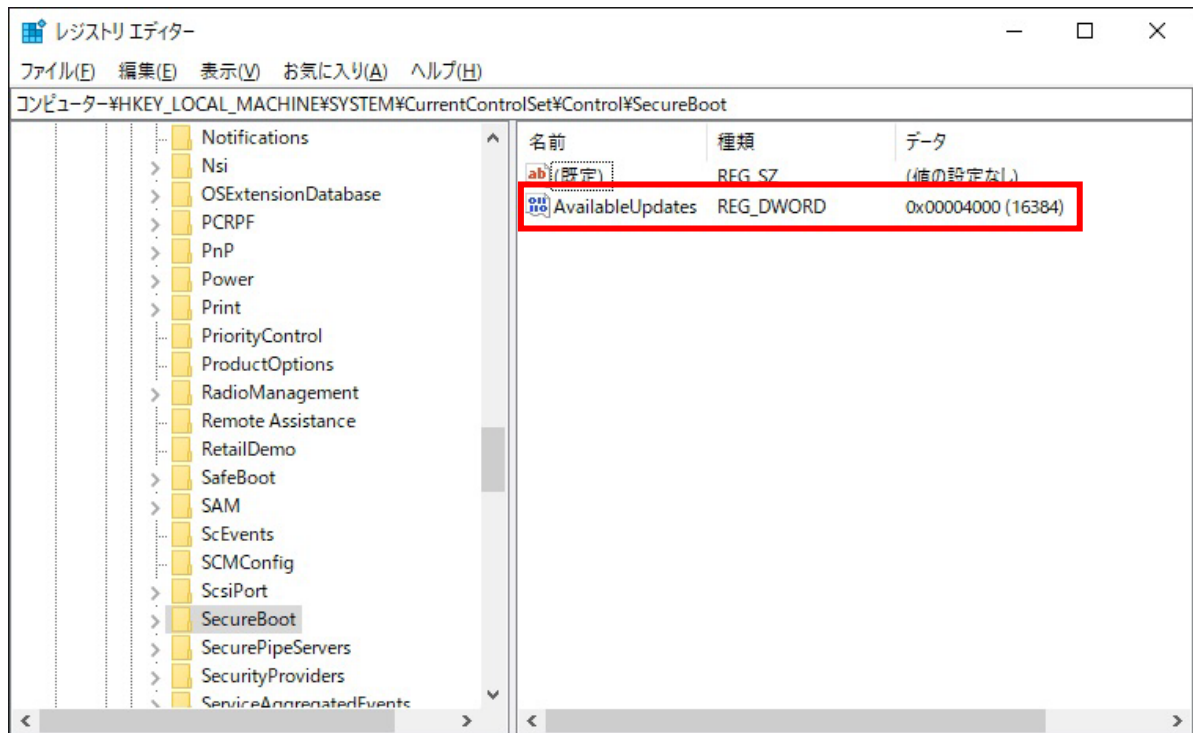 レジストリ エディター
ファイル(F) 編集(E) 表示(V) お気に入り(A) ヘルプ(H)
コンピューター¥HKEY_LOCAL_MACHINE¥SYSTEM¥CurrentControlSet¥Control¥SecureBoot
Notifications
Nsi
OSExtensionDatabase
PCRPF
PnP
Power
Print
PriorityControl
ProductOptions
RadioManagement
Remote Assistance
RetailDemo
SafeBoot
SAM
ScEvents
SCMConfig
ScsiPort
SecureBoot
SecurePipeServers
SecurityProviders
ServiceAggregatedEvents
名前 種類 データ
ab (既定) REG_SZ (値の設定なし)
AvailableUpdates REG_DWORD 0x00004000 (16384)